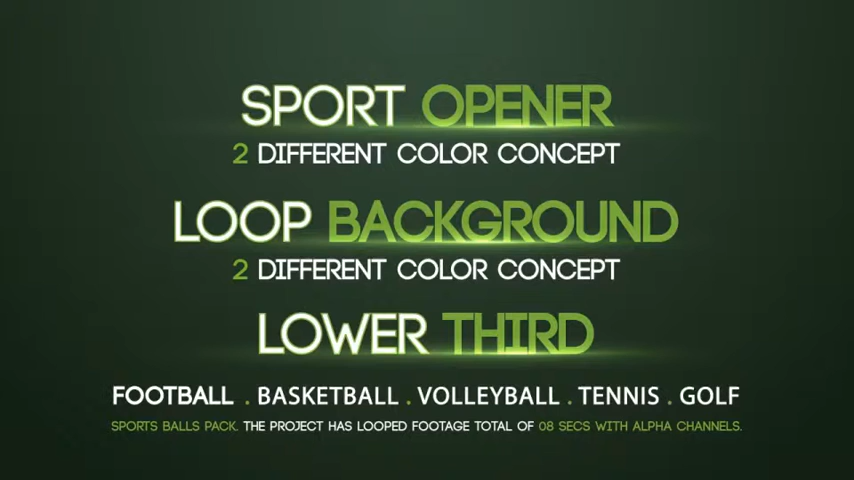 SPORT OPENER
2 DIFFERENT COLOR CONCEPT
LOOP BACKGROUND
2 DIFFERENT COLOR CONCEPT
LOWER THIRD
FOOTBALL . BASKETBALL . VOLLEYBALL . TENNIS . GOLF
SPORTS BALLS PACK. THE PROJECT HAS LOOPED FOOTAGE TOTAL OF 08 SECS WITH ALPHA CHANNELS.